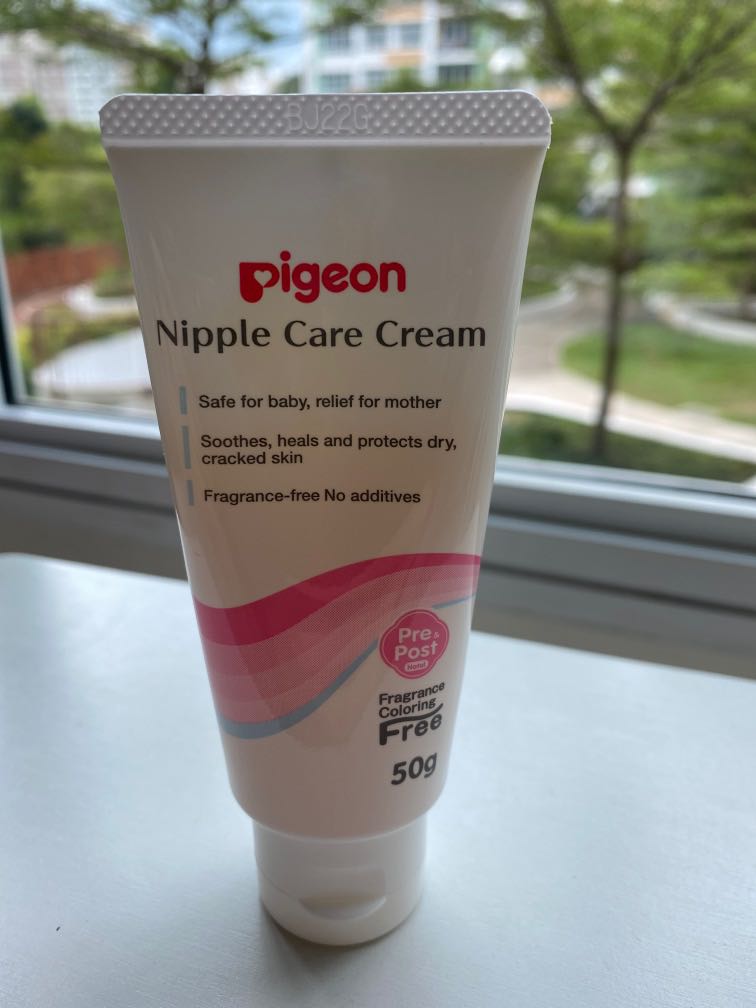 BJ22G
pigeon
Nipple Care Cream
Safe for baby, relief for mother
Soothes, heals and protects dry,
cracked skin
Fragrance-free No additives
Pre &
Post
Natal
Fragrance
Coloring
Free
50g